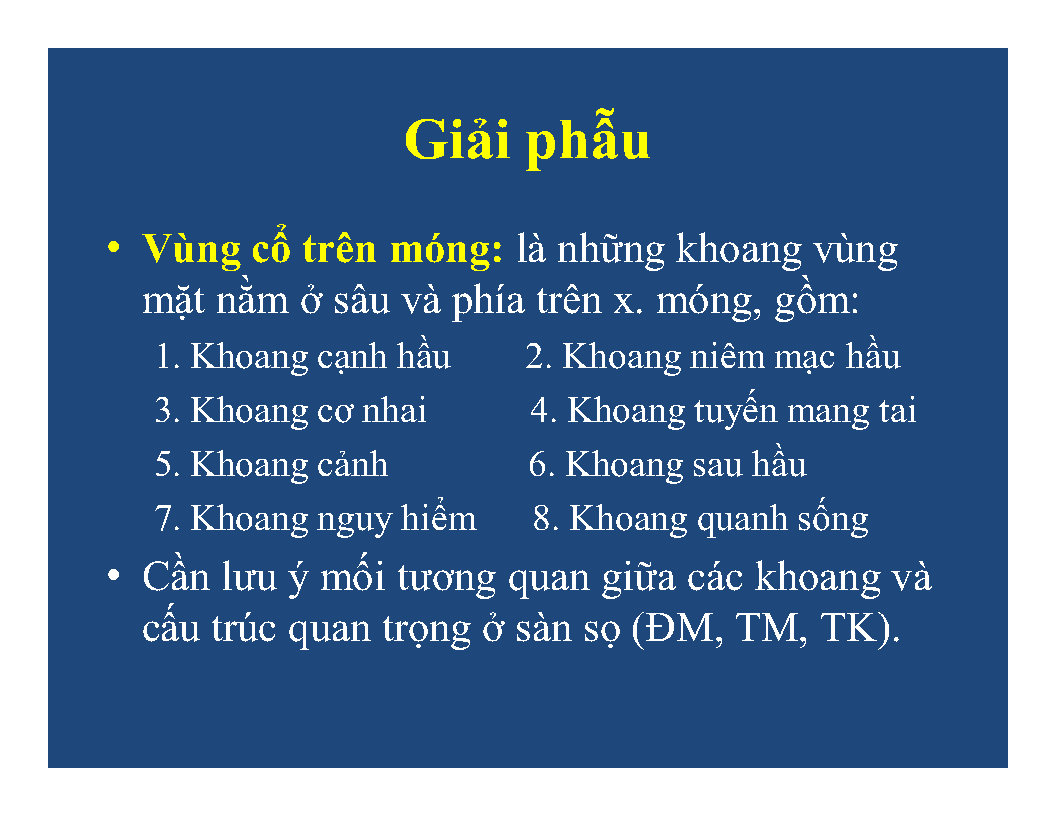 Giải phẫu
• Vùng cổ trên móng: là những khoang vùng
mặt nằm ở sâu và phía trên x. móng, gồm:
1. Khoang cạnh hầu 2. Khoang niêm mạc hầu
3. Khoang cơ nhai 4. Khoang tuyến mang tai
5. Khoang cảnh 6. Khoang sau hầu
7. Khoang nguy hiểm 8. Khoang quanh sống
• Cần lưu ý mối tương quan giữa các khoang và
cấu trúc quan trọng ở sàn sọ (ĐM, TM, TK).